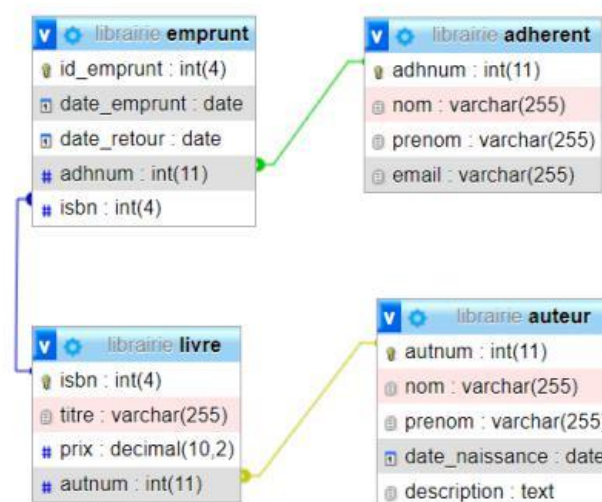 librairie emprunt
id_emprunt : int(4)
date_emprunt : date
date_retour : date
adhnum : int(11)
isbn : int(4)
librairie adherent
adhnum : int(11)
nom : varchar(255)
prenom : varchar(255)
email : varchar(255)
librairie livre
isbn : int(4)
titre : varchar(255)
prix : decimal(10,2)
autnum : int(11)
librairie auteur
autnum : int(11)
nom : varchar(255)
prenom : varchar(255
date_naissance : date
description : text